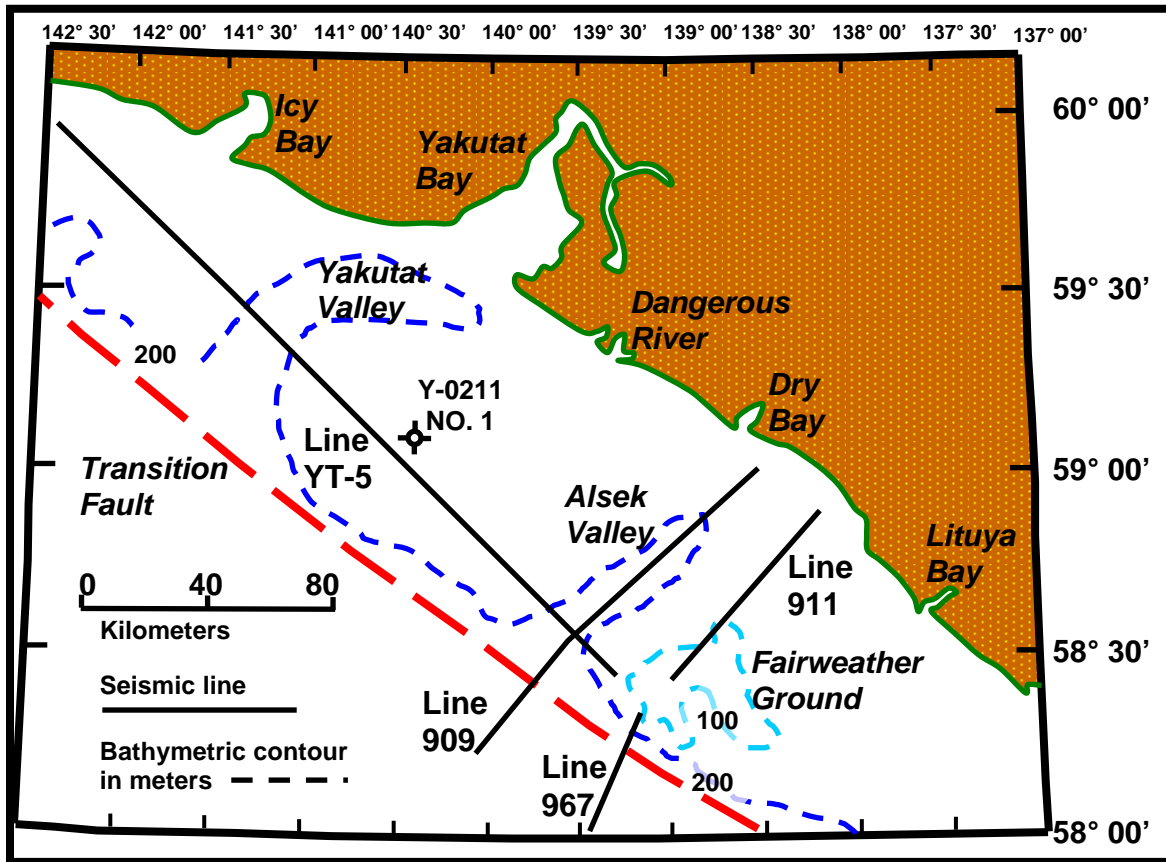 142° 30’ 142° 00’ 141° 30’ 141° 00’ 140° 30’ 140° 00’ 139° 30’ 139° 00’ 138° 30’ 138° 00’ 137° 30’ 137° 00’
60° 00’
Icy
Bay
Yakutat
Bay
Yakutat
Valley
59° 30’
Dangerous
River
200
Y-0211
NO. 1
Dry
Bay
Line
YT-5
Transition
Fault
59° 00’
Alsek
Valley
Lituya
Bay
Line
911
0 40 80
Kilometers
58° 30’
Fairweather
Ground
Seismic line
Line
909
100
Bathymetric contour
in meters
Line
967
200
58° 00’